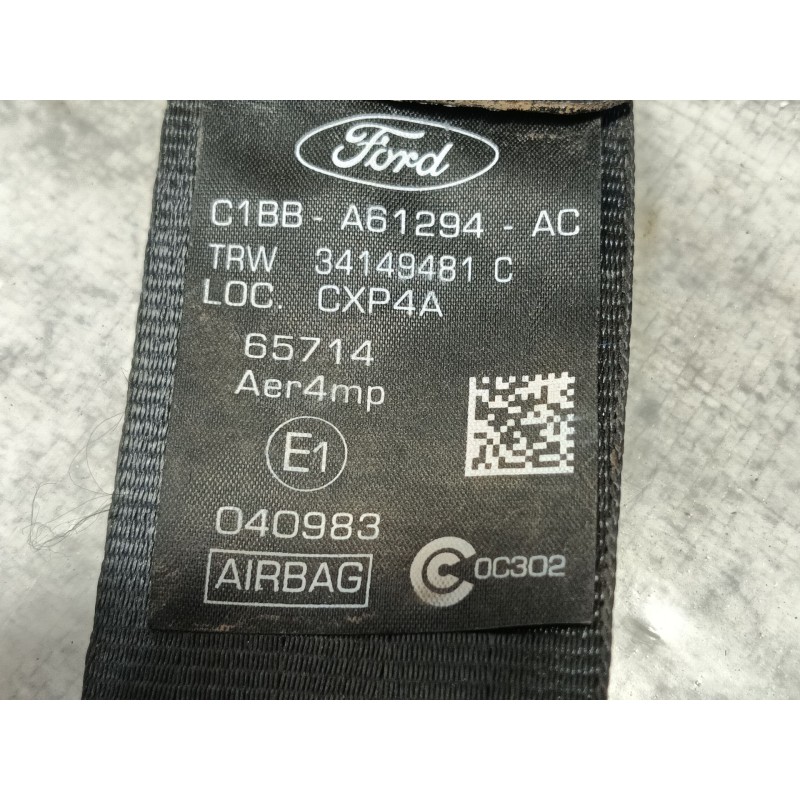 Ford
C1BB - A61294 - AC
TRW 34149481 C
LOC. CXP4A
65714
Aer4mp
E1
040983
AIRBAG
C 0C302